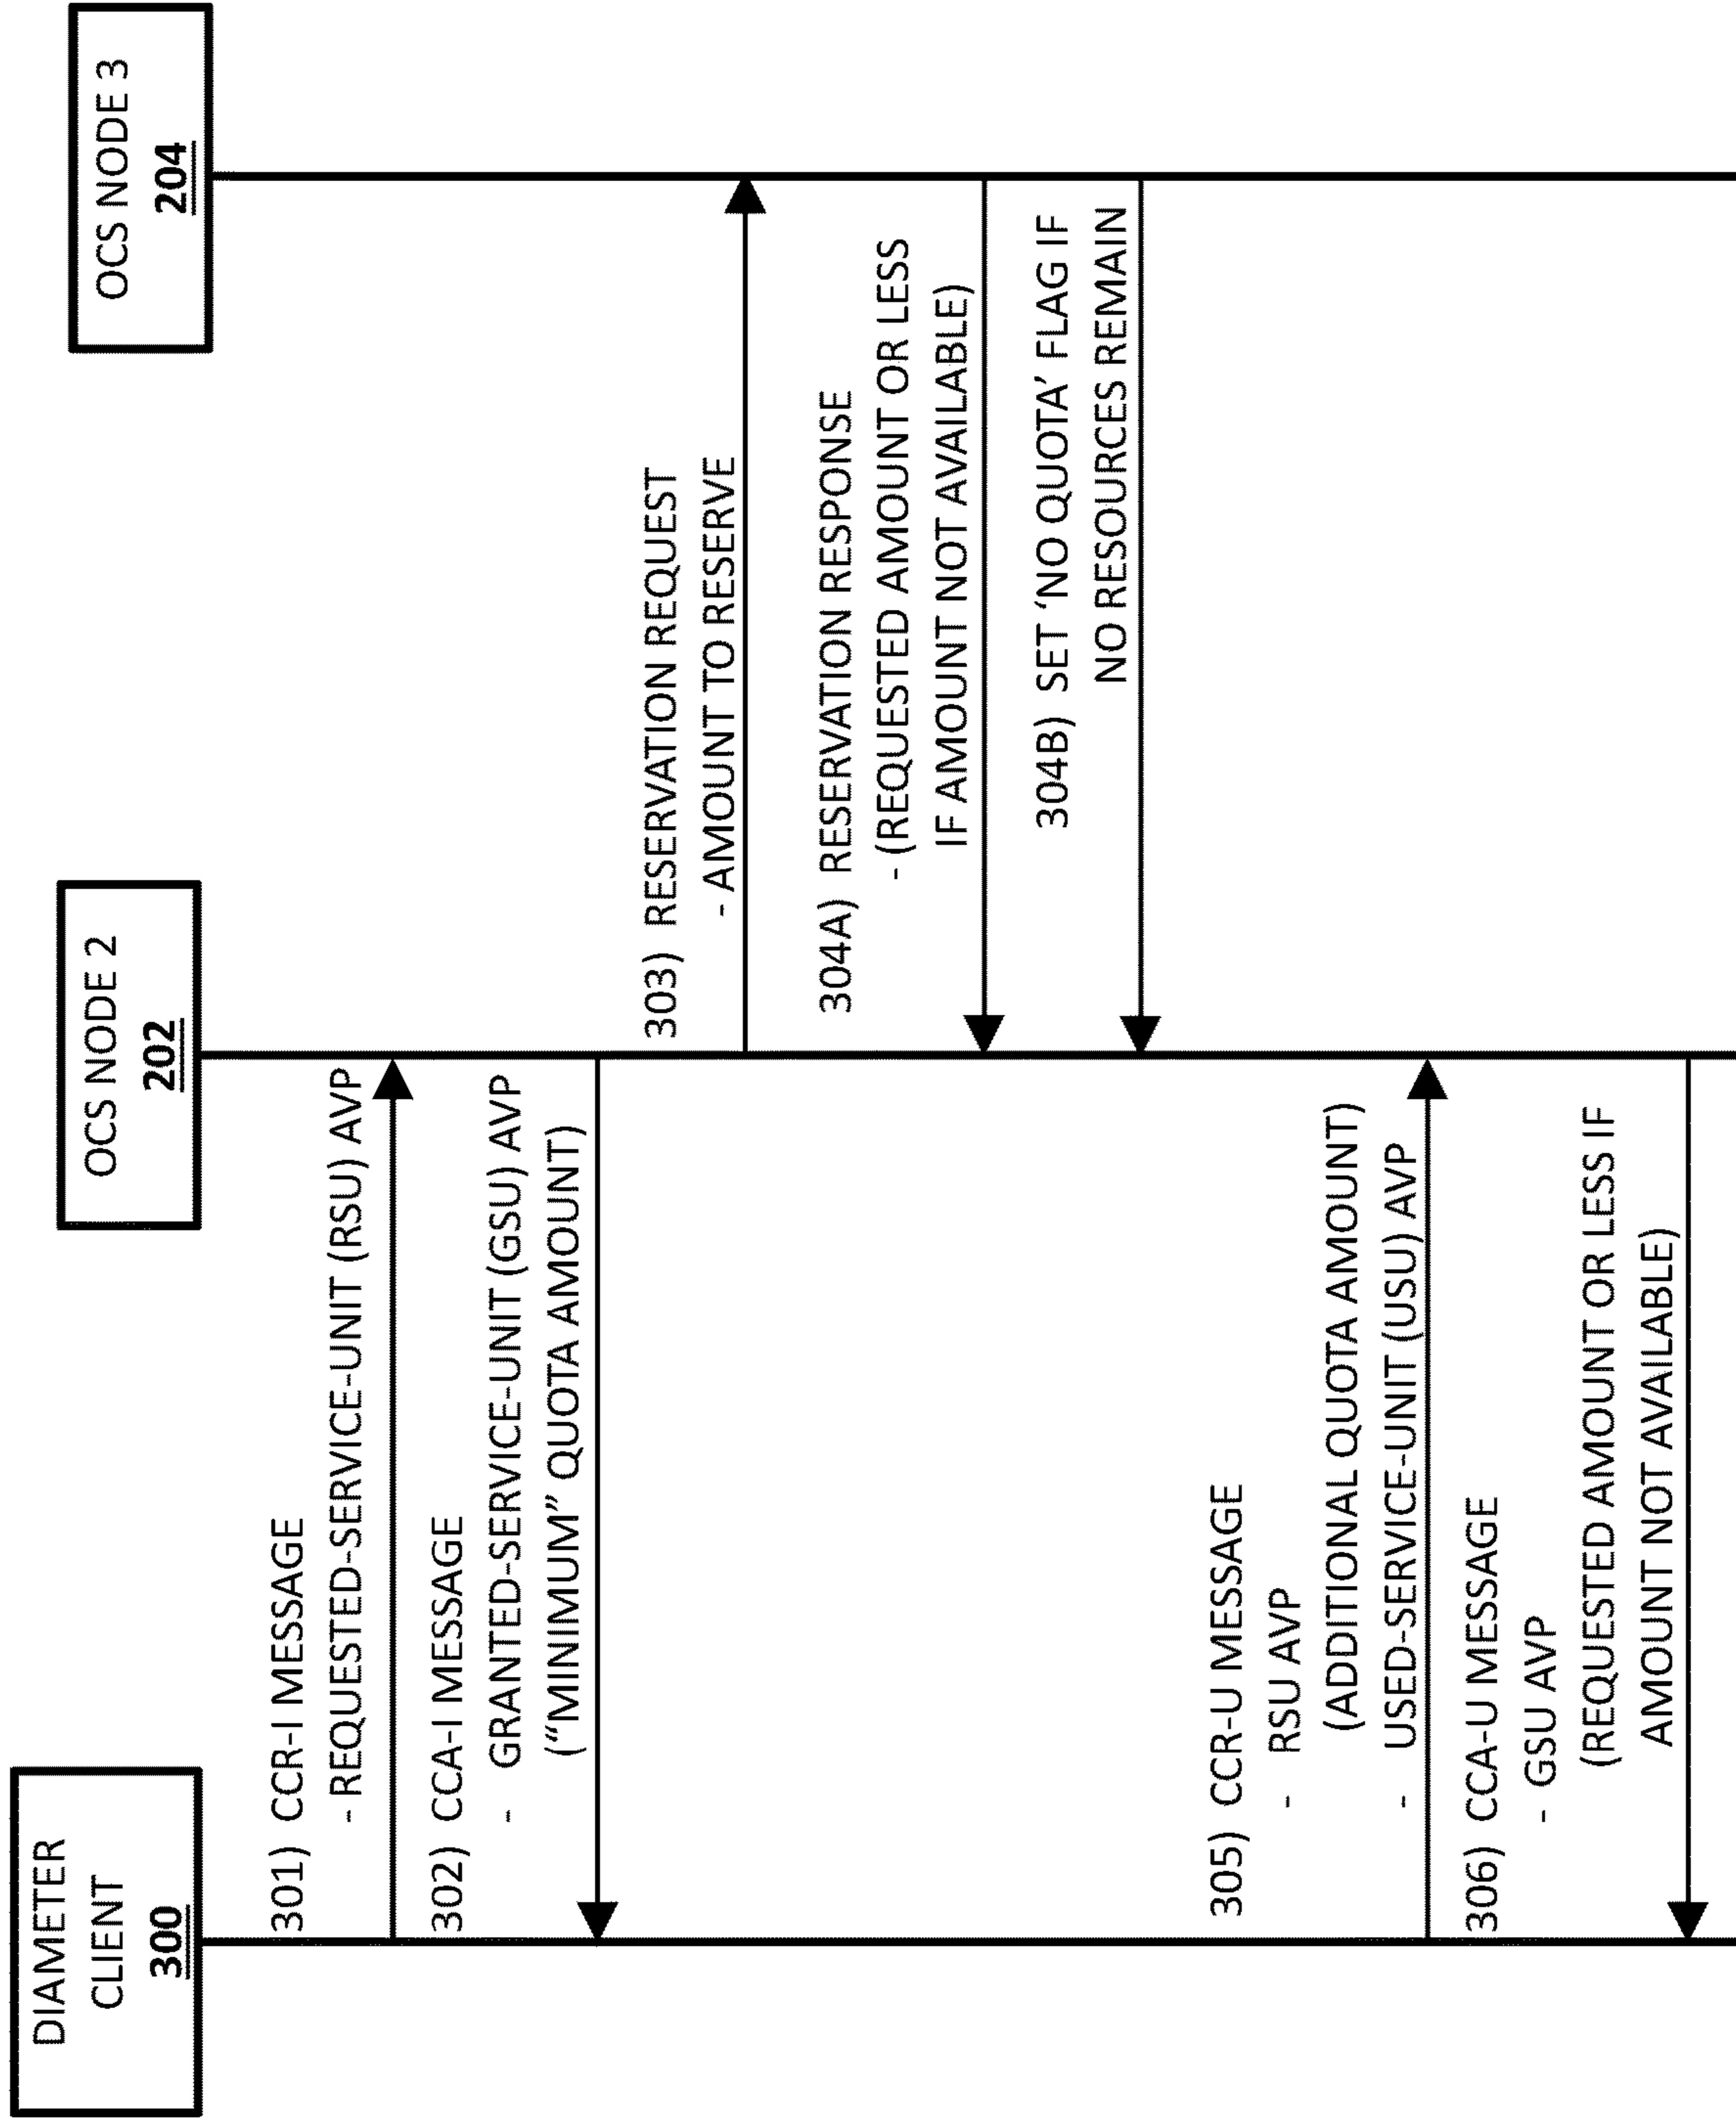 DIAMETER
CLIENT
300
OCS NODE 2
202
OCS NODE 3
204
301) CCR-I MESSAGE
- REQUESTED-SERVICE-UNIT (RSU) AVP
302) CCA-I MESSAGE
- GRANTED-SERVICE-UNIT (GSU) AVP
(“MINIMUM” QUOTA AMOUNT)
303) RESERVATION REQUEST
- AMOUNT TO RESERVE
304A) RESERVATION RESPONSE
- (REQUESTED AMOUNT OR LESS
IF AMOUNT NOT AVAILABLE)
304B) SET ‘NO QUOTA’ FLAG IF
NO RESOURCES REMAIN
305) CCR-U MESSAGE
- RSU AVP
(ADDITIONAL QUOTA AMOUNT)
- USED-SERVICE-UNIT (USU) AVP
306) CCA-U MESSAGE
- GSU AVP
(REQUESTED AMOUNT OR LESS IF
AMOUNT NOT AVAILABLE)